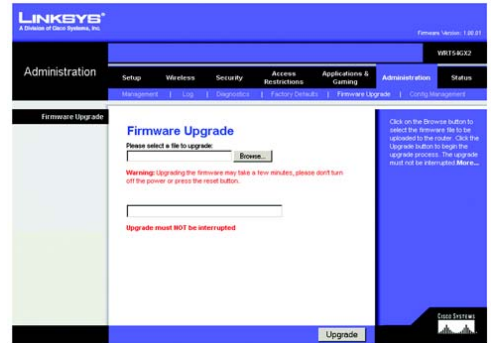 LINKSYS®
A Division of Cisco Systems, Inc.
Firmware Version: 1.00.01
WRT54GX2
Administration
Setup Wireless Security Access Restrictions Applications & Gaming Administration Status
Management | Log | Diagnostics | Factory Defaults | Firmware Upgrade | Config Management
Firmware Upgrade
Firmware Upgrade
Please select a file to upgrade:
Browse...
Warning: Upgrading the firmware may take a few minutes, please don't turn
off the power or press the reset button.
Upgrade must NOT be interrupted
Click on the Browse button to
select the firmware file to be
uploaded to the router. Click the
Upgrade button to begin the
upgrade process. The upgrade
must not be interrupted.More...
Cisco Systems
Upgrade